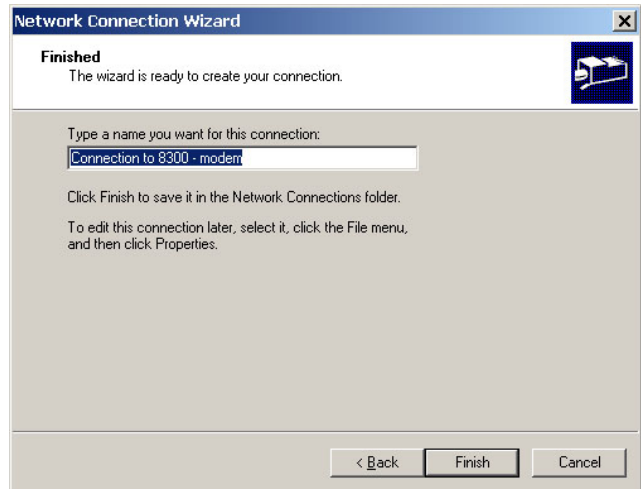 Network Connection Wizard
Finished
The wizard is ready to create your connection.
Type a name you want for this connection:
Connection to 8300 - modem
Click Finish to save it in the Network Connections folder.
To edit this connection later, select it, click the File menu,
and then click Properties.
< Back
Finish
Cancel